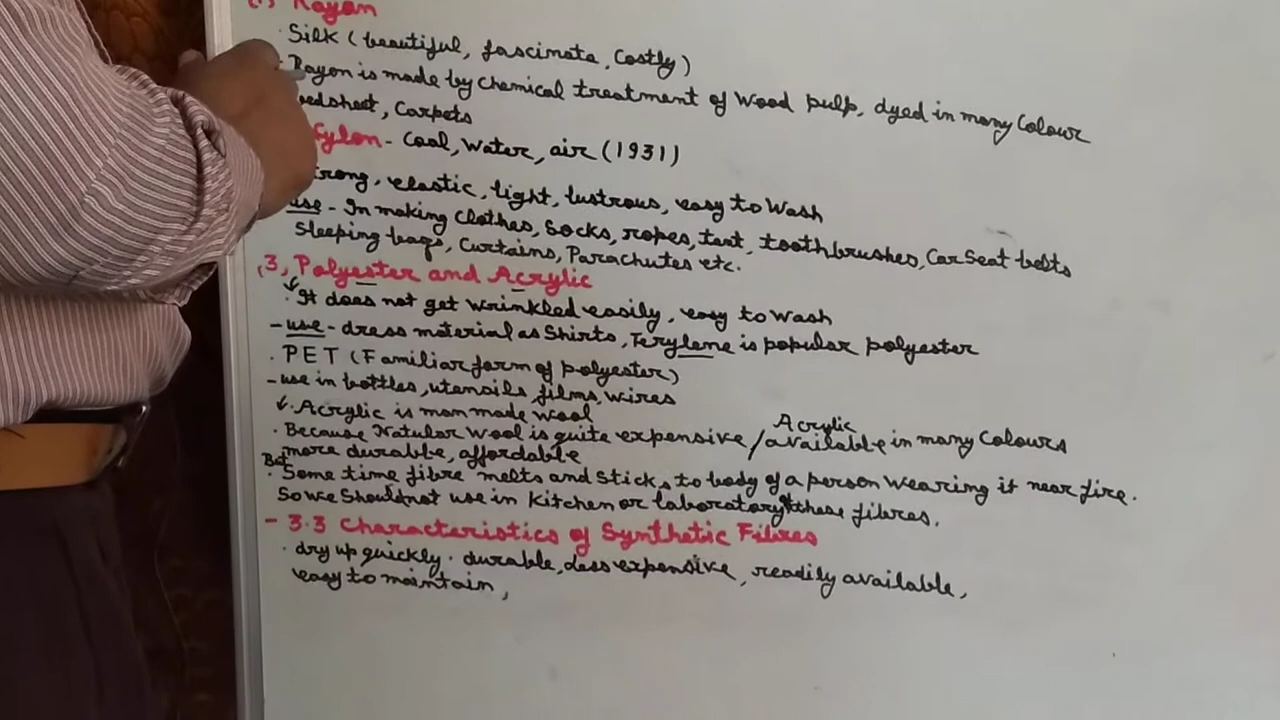 (1) Rayon
· Silk (beautiful, fascinate, Costly)
- Rayon is made by Chemical treatment of Wood pulp, dyed in many Colour
Carpets
- Coal, Water, air (1931)
elastic, light, lustrous, easy to Wash
use - In making Clothes, Socks, ropes, tent, toothbrushes, Car Seat belts
Sleeping bags, Curtains, Parachutes etc.
(3, Polyester and Acrylic
· It does not get wrinkled easily, easy to wash
- use - dress material as Shirts, Terylene is popular polyester
· PET (Familiar form of polyester)
- use in bottles, utensils, films, wires
· Acrylic is man made wool
· Because Natular Wool is quite expensive / Acrylic available in many Colours
more durable, affordable
But
· Some time fibre melts and Sticks to body of a person Wearing it near fire.
So we Should not use in Kitchen or laboratory these fibres.
- 3.3 Characteristics of Synthetic Fibres
· dry up quickly. durable, less expensive, readily available,
easy to maintain,